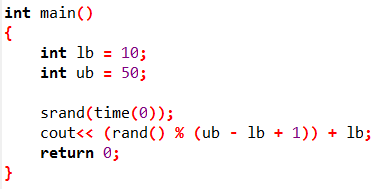 int main()
{
    int lb = 10;
    int ub = 50;

    srand(time(0));
    cout<< (rand() % (ub - lb + 1)) + lb;
    return 0;
}